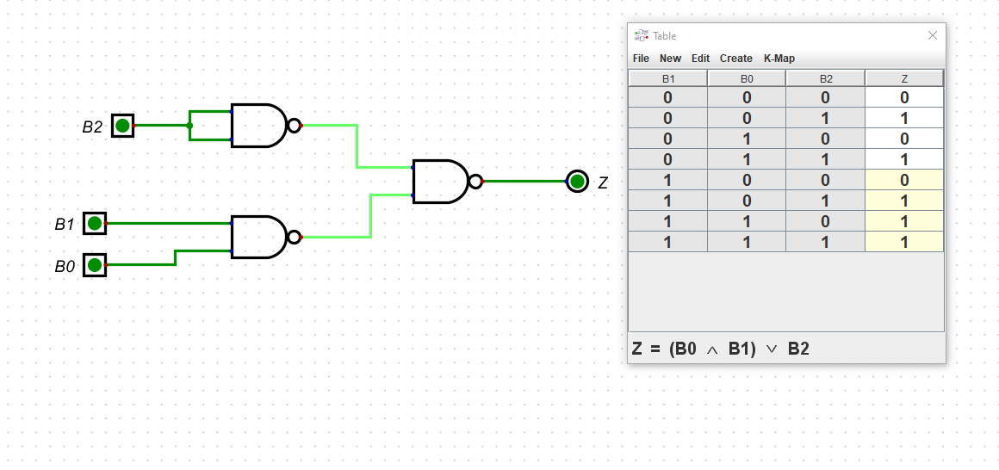 B2
B1
B0
Z
Table
File New Edit Create K-Map
B1 B0 B2 Z
0 0 0 0
0 0 1 1
0 1 0 0
0 1 1 1
1 0 0 0
1 0 1 1
1 1 0 1
1 1 1 1
Z = (B0 ∧ B1) ∨ B2